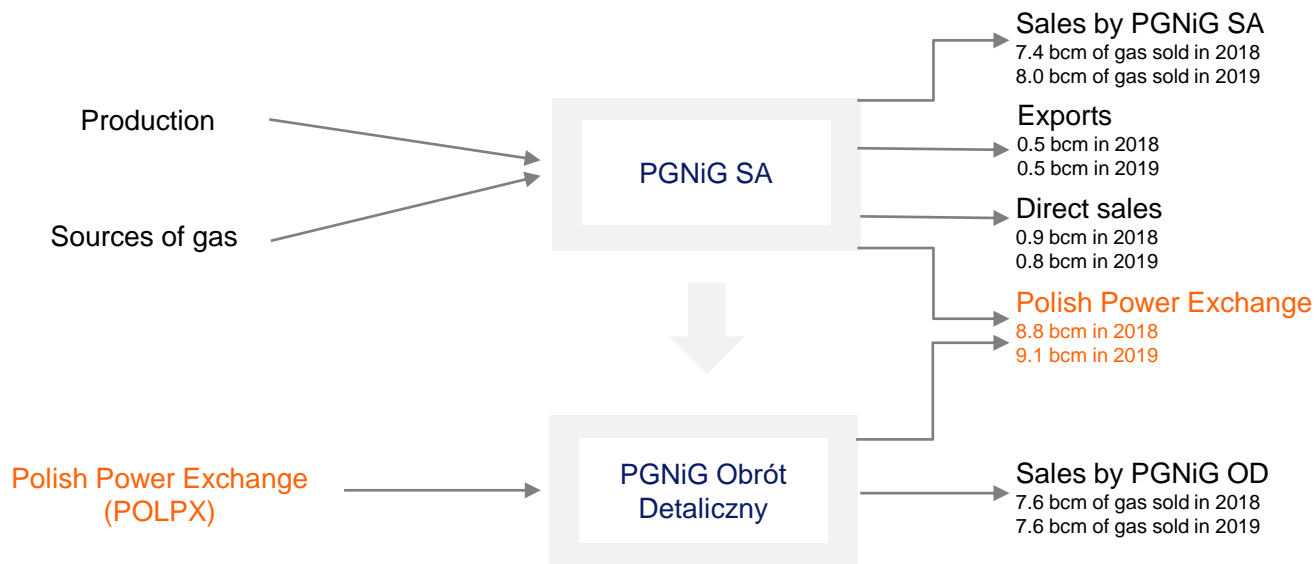 Sales by PGNiG SA
7.4 bcm of gas sold in 2018
8.0 bcm of gas sold in 2019
Production
Exports
0.5 bcm in 2018
0.5 bcm in 2019
PGNiG SA
Sources of gas
Direct sales
0.9 bcm in 2018
0.8 bcm in 2019
Polish Power Exchange
8.8 bcm in 2018
9.1 bcm in 2019
Polish Power Exchange
(POLPX)
PGNiG Obrót
Detaliczny
Sales by PGNiG OD
7.6 bcm of gas sold in 2018
7.6 bcm of gas sold in 2019